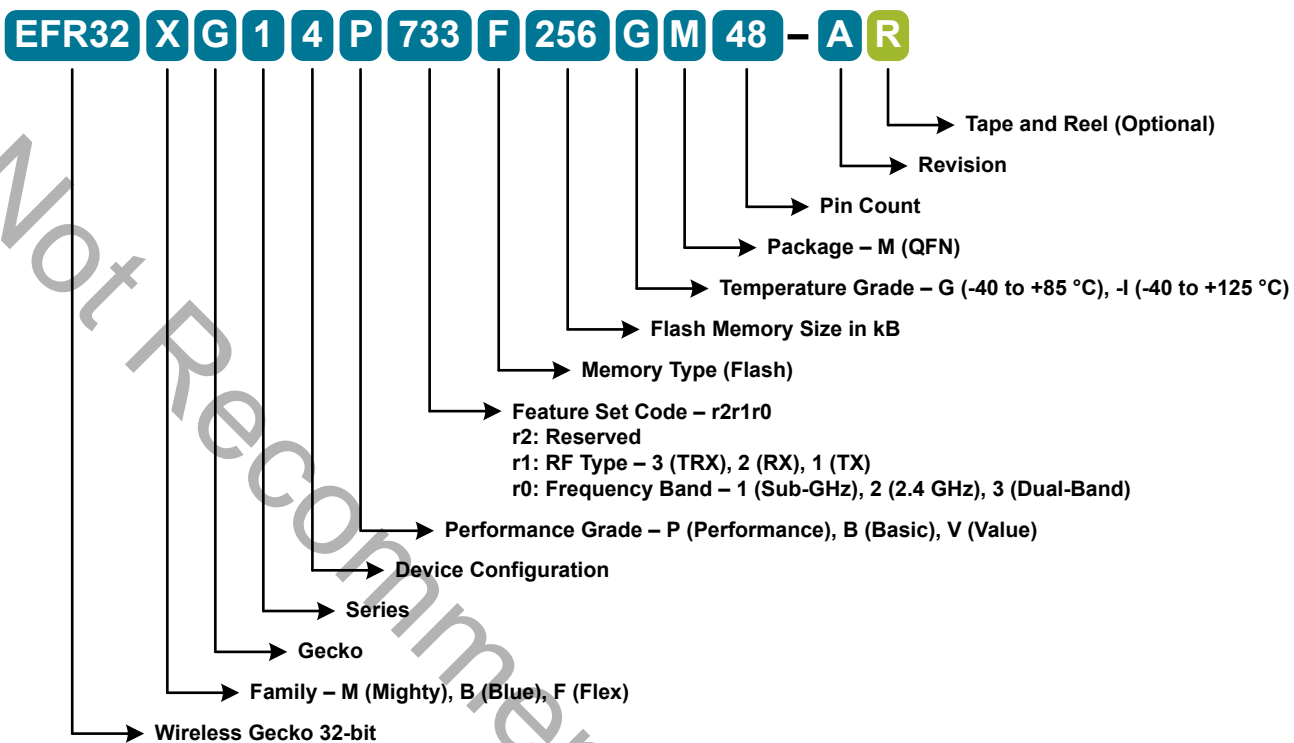 EFR32 X G 1 4 P 733 F 256 G M 48 – A R
Tape and Reel (Optional)
Revision
Pin Count
Package – M (QFN)
Temperature Grade – G (-40 to +85 °C), -I (-40 to +125 °C)
Flash Memory Size in kB
Memory Type (Flash)
Feature Set Code – r2r1r0
r2: Reserved
r1: RF Type – 3 (TRX), 2 (RX), 1 (TX)
r0: Frequency Band – 1 (Sub-GHz), 2 (2.4 GHz), 3 (Dual-Band)
Performance Grade – P (Performance), B (Basic), V (Value)
Device Configuration
Series
Gecko
Family – M (Mighty), B (Blue), F (Flex)
Wireless Gecko 32-bit
Not Recomme